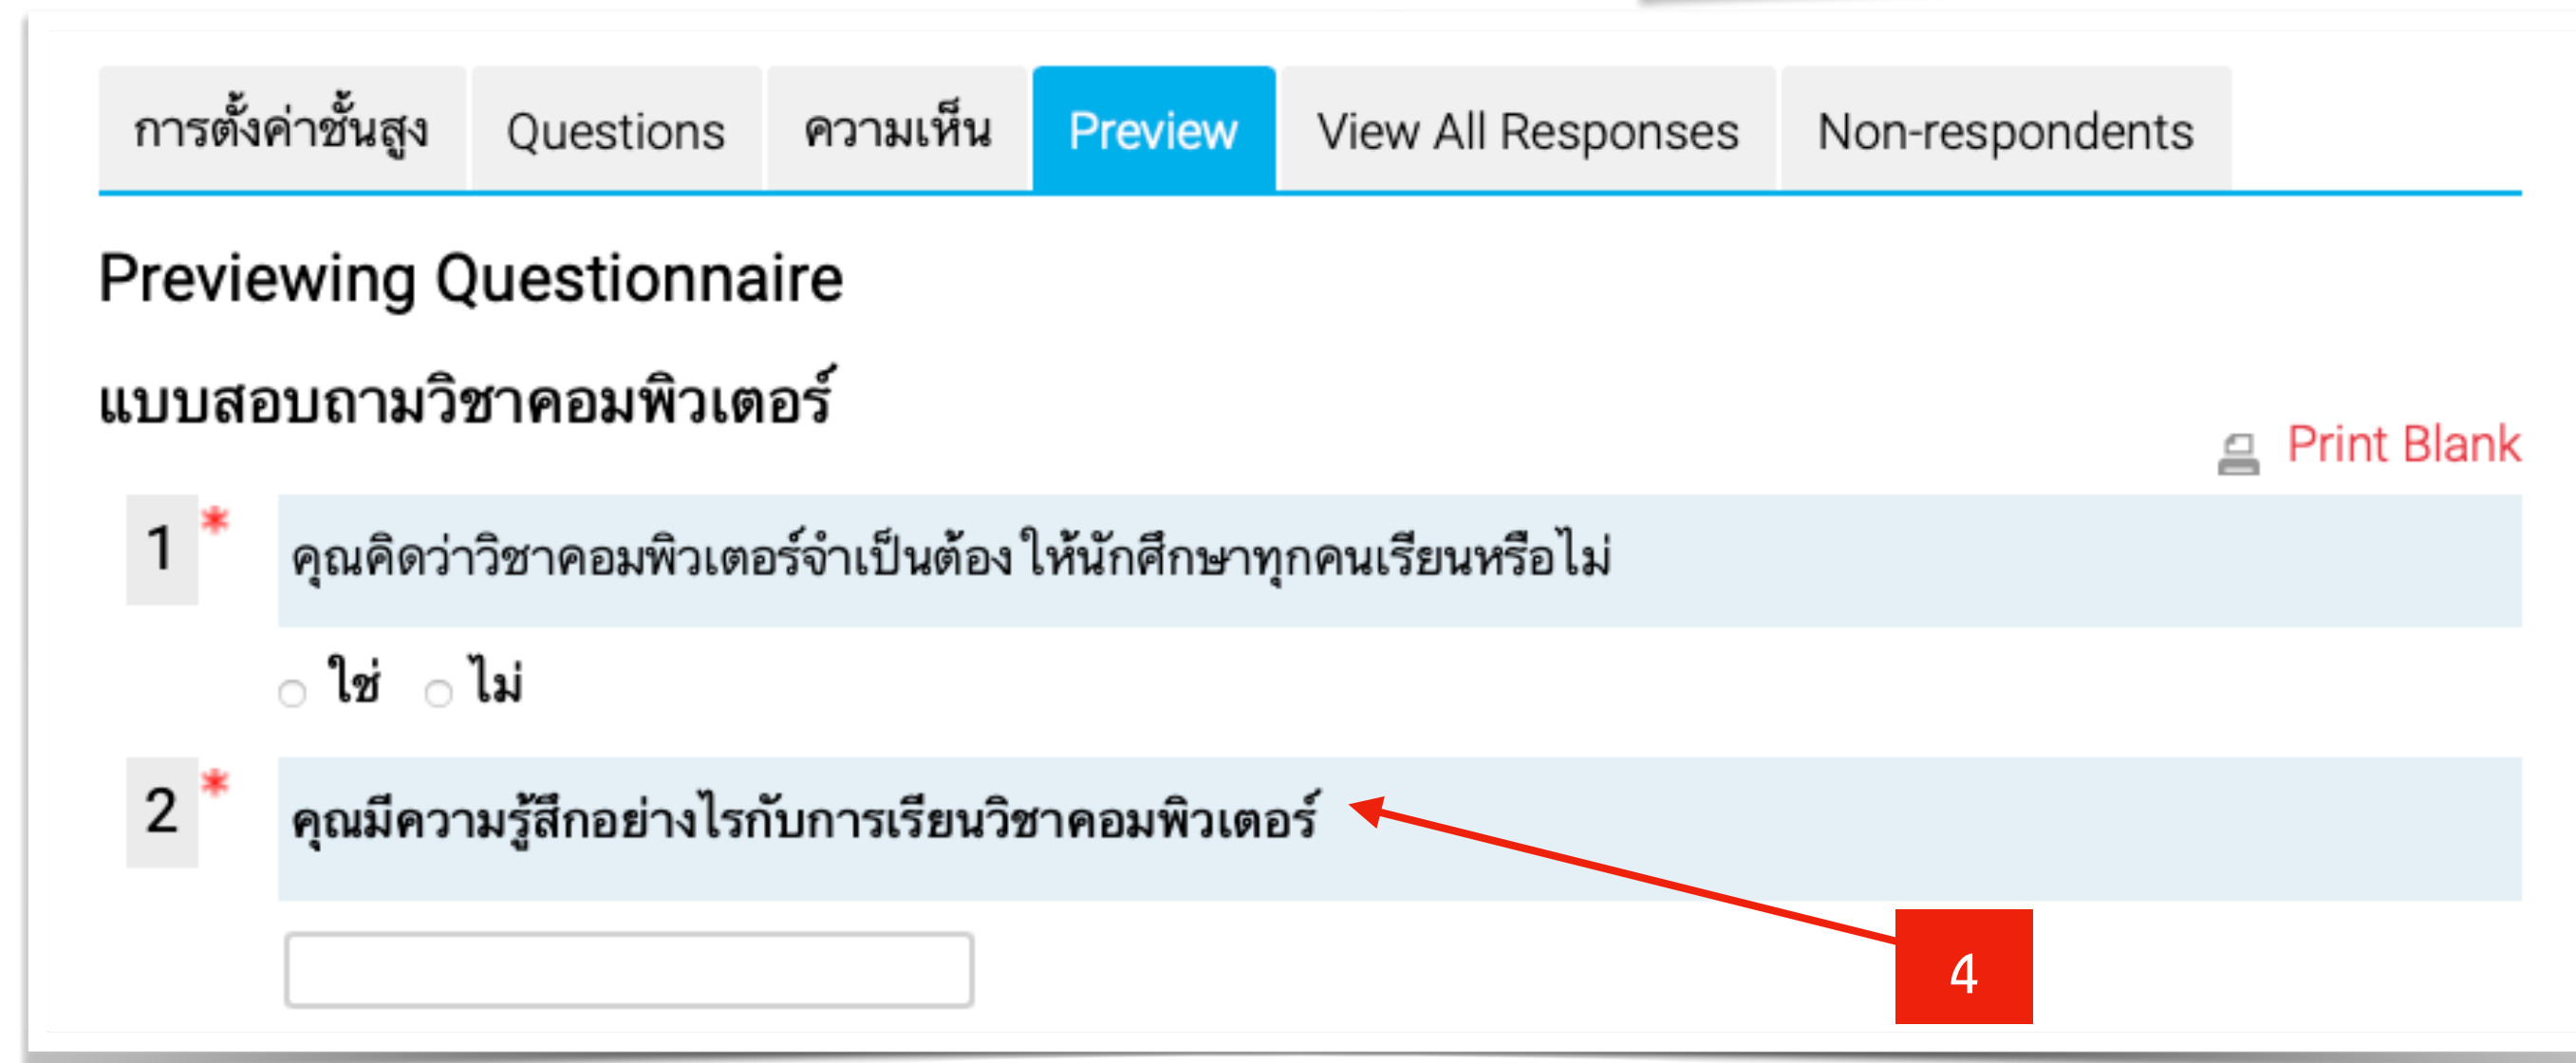 การตั้งค่าชั้นสูง Questions ความเห็น Preview View All Responses Non-respondents
Previewing Questionnaire
แบบสอบถามวิชาคอมพิวเตอร์
Print Blank
1 * คุณคิดว่าวิชาคอมพิวเตอร์จำเป็นต้อง ให้นักศึกษาทุกคนเรียนหรือไม่
ใช่ ไม่
2 * คุณมีความรู้สึกอย่างไรกับการเรียนวิชาคอมพิวเตอร์
4